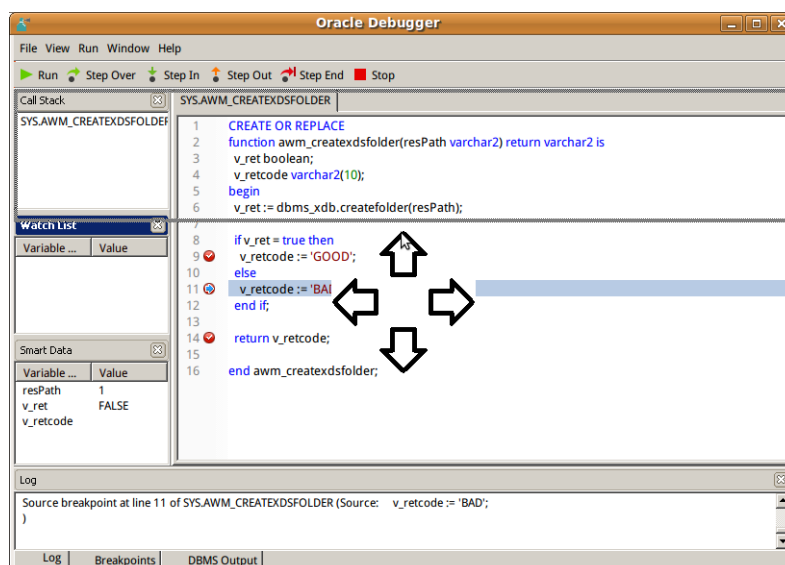 Oracle Debugger
File View Run Window Help
Run Step Over Step In Step Out Step End Stop
Call Stack
SYS.AWM_CREATEXDSFOLDER
SYS.AWM_CREATEXDSFOLDER
1 CREATE OR REPLACE
2 function awm_createxdsfolder(resPath varchar2) return varchar2 is
3 v_ret boolean;
4 v_retcode varchar2(10);
5 begin
6 v_ret := dbms_xdb.createfolder(resPath);
7
8 if v_ret = true then
9 v_retcode := 'GOOD';
10 else
11 v_retcode := 'BAI
12 end if;
13
14 return v_retcode;
15
16 end awm_createxdsfolder;
Watch List
Variable ... Value
Smart Data
Variable ... Value
resPath 1
v_ret FALSE
v_retcode
Log
Source breakpoint at line 11 of SYS.AWM_CREATEXDSFOLDER (Source: v_retcode := 'BAD';
)
Log Breakpoints DBMS Output